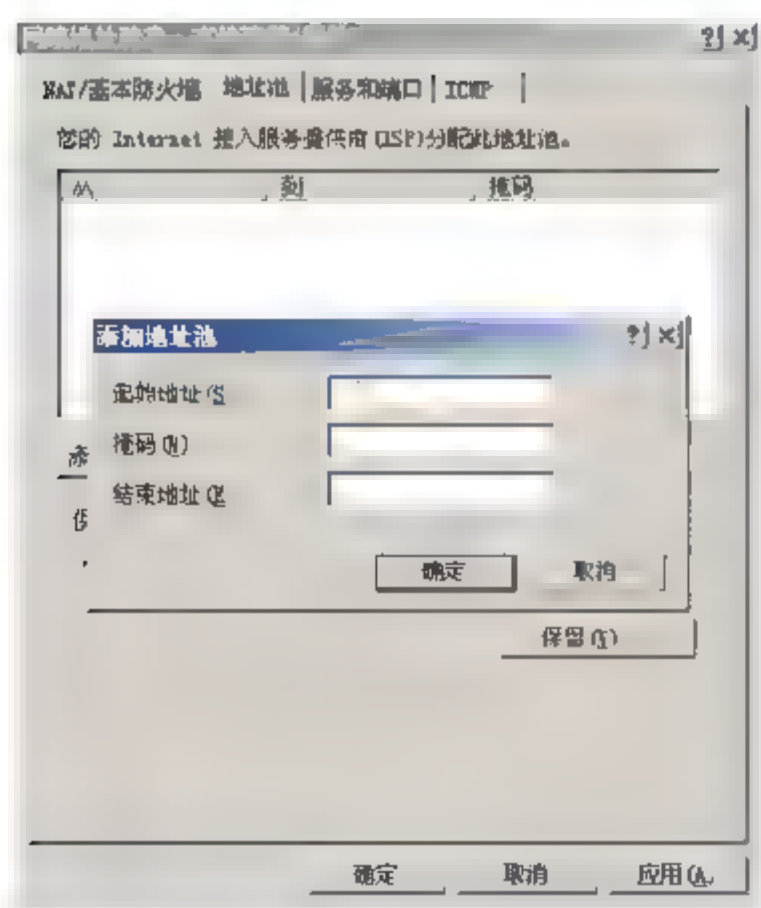 NAT/基本防火墙 地址池 服务和端口 ICMP
您的 Internet 接入服务提供商 (ISP)分配此地址池。
从 到 掩码
添加地址池
起始地址(S
掩码(M)
结束地址(E
添
保
确定 取消
保留(V)
确定 取消 应用(A